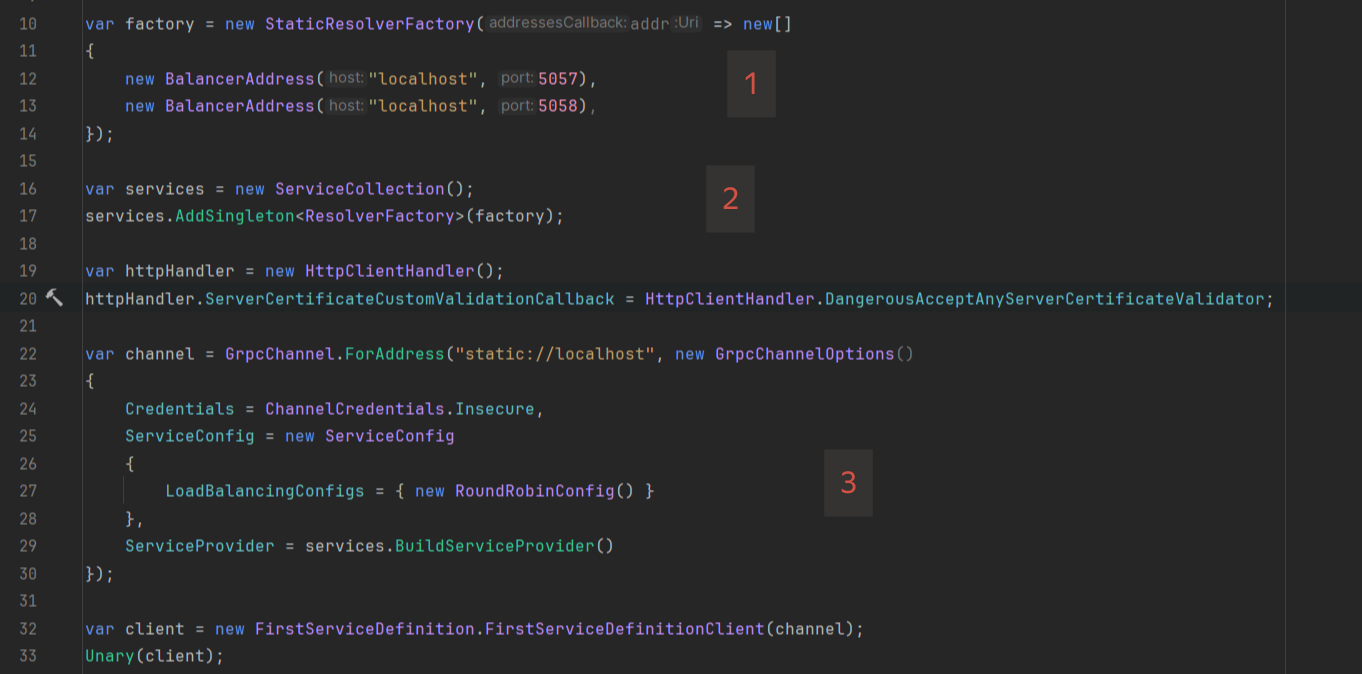 10 var factory = new StaticResolverFactory(addressesCallback: addr :Uri => new[]
11 {
12 new BalancerAddress(host: "localhost", port: 5057),
1
13 new BalancerAddress(host: "localhost", port: 5058),
14 });
15
16 var services = new ServiceCollection();
2
17 services.AddSingleton<ResolverFactory>(factory);
18
19 var httpHandler = new HttpClientHandler();
20 httpHandler.ServerCertificateCustomValidationCallback = HttpClientHandler.DangerousAcceptAnyServerCertificateValidator;
21
22 var channel = GrpcChannel.ForAddress("static://localhost", new GrpcChannelOptions()
23 {
24 Credentials = ChannelCredentials.Insecure,
25 ServiceConfig = new ServiceConfig
26 {
3
27 LoadBalancingConfigs = { new RoundRobinConfig() }
28 },
29 ServiceProvider = services.BuildServiceProvider()
30 });
31
32 var client = new FirstServiceDefinition.FirstServiceDefinitionClient(channel);
33 Unary(client);